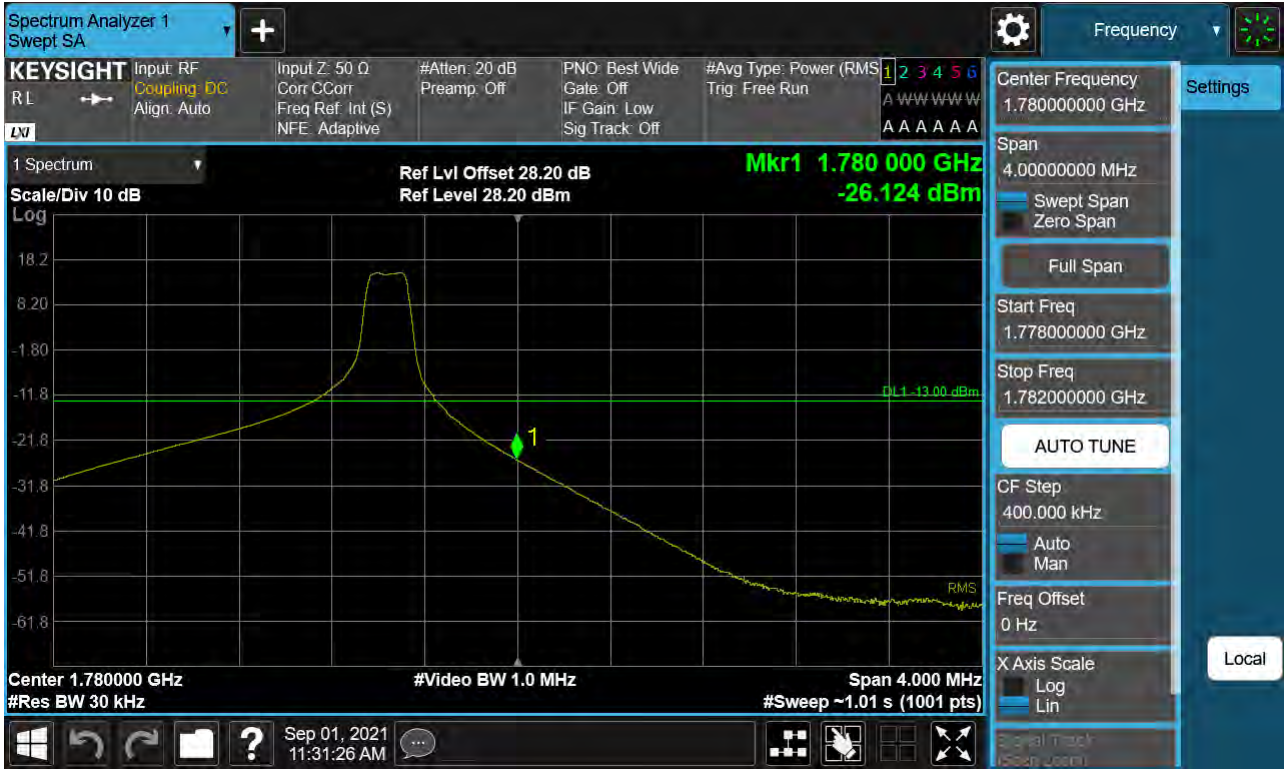 Spectrum Analyzer 1
Swept SA
+
Frequency
KEYSIGHT
RL
LXI
Input: RF
Coupling: DC
Align: Auto
Input Z: 50 Ω
Corr CCorr
Freq Ref: Int (S)
NFE: Adaptive
#Atten: 20 dB
Preamp: Off
PNO: Best Wide
Gate: Off
IF Gain: Low
Sig Track: Off
#Avg Type: Power (RMS
Trig: Free Run
1 2 3 4 5 6
A W W W W W
A A A A A A
1 Spectrum
Scale/Div 10 dB
Ref Lvl Offset 28.20 dB
Ref Level 28.20 dBm
Mkr1 1.780 000 GHz
-26.124 dBm
Log
18.2
8.20
-1.80
-11.8
-21.8
-31.8
-41.8
-51.8
-61.8
DL1 -13.00 dBm
1
RMS
Center 1.780000 GHz
#Video BW 1.0 MHz
Span 4.000 MHz
#Res BW 30 kHz
#Sweep ~1.01 s (1001 pts)
Center Frequency
1.780000000 GHz
Settings
Span
4.00000000 MHz
Swept Span
Zero Span
Full Span
Start Freq
1.778000000 GHz
Stop Freq
1.782000000 GHz
AUTO TUNE
CF Step
400.000 kHz
Auto
Man
Freq Offset
0 Hz
X Axis Scale
Log
Lin
Local
Signal Track
(Span Zoom)
?
Sep 01, 2021
11:31:26 AM